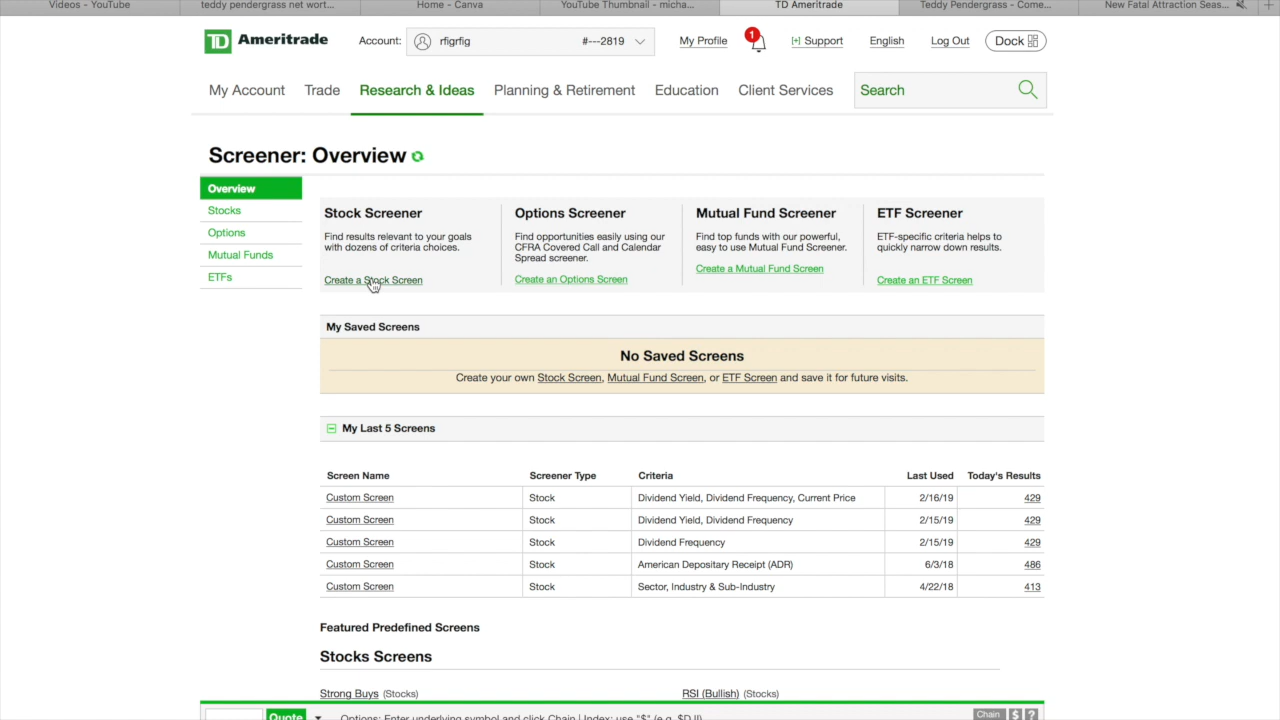 Videos - YouTube
teddy pendergrass net wort...
Home - Canva
YouTube Thumbnail - micha...
TD Ameritrade
Teddy Pendergrass - Come...
New Fatal Attraction Seas...
TD Ameritrade
Account:
rfigrfig
#---2819
My Profile
1
Support
English
Log Out
Dock
My Account
Trade
Research & Ideas
Planning & Retirement
Education
Client Services
Search
Screener: Overview
Overview
Stocks
Options
Mutual Funds
ETFs
Stock Screener
Find results relevant to your goals
with dozens of criteria choices.
Create a Stock Screen
Options Screener
Find opportunities easily using our
CFRA Covered Call and Calendar
Spread screener.
Create an Options Screen
Mutual Fund Screener
Find top funds with our powerful,
easy to use Mutual Fund Screener.
Create a Mutual Fund Screen
ETF Screener
ETF-specific criteria helps to
quickly narrow down results.
Create an ETF Screen
My Saved Screens
No Saved Screens
Create your own Stock Screen, Mutual Fund Screen, or ETF Screen and save it for future visits.
My Last 5 Screens
Screen Name Screener Type Criteria Last Used Today's Results
Custom Screen Stock Dividend Yield, Dividend Frequency, Current Price 2/16/19 429
Custom Screen Stock Dividend Yield, Dividend Frequency 2/15/19 429
Custom Screen Stock Dividend Frequency 2/15/19 429
Custom Screen Stock American Depositary Receipt (ADR) 6/3/18 486
Custom Screen Stock Sector, Industry & Sub-Industry 4/22/18 413
Featured Predefined Screens
Stocks Screens
Strong Buys (Stocks)
RSI (Bullish) (Stocks)
Quote
Options: Enter underlying symbol and click Chain | Index: use "$" (e.g. $DJI)
Chain $ ?